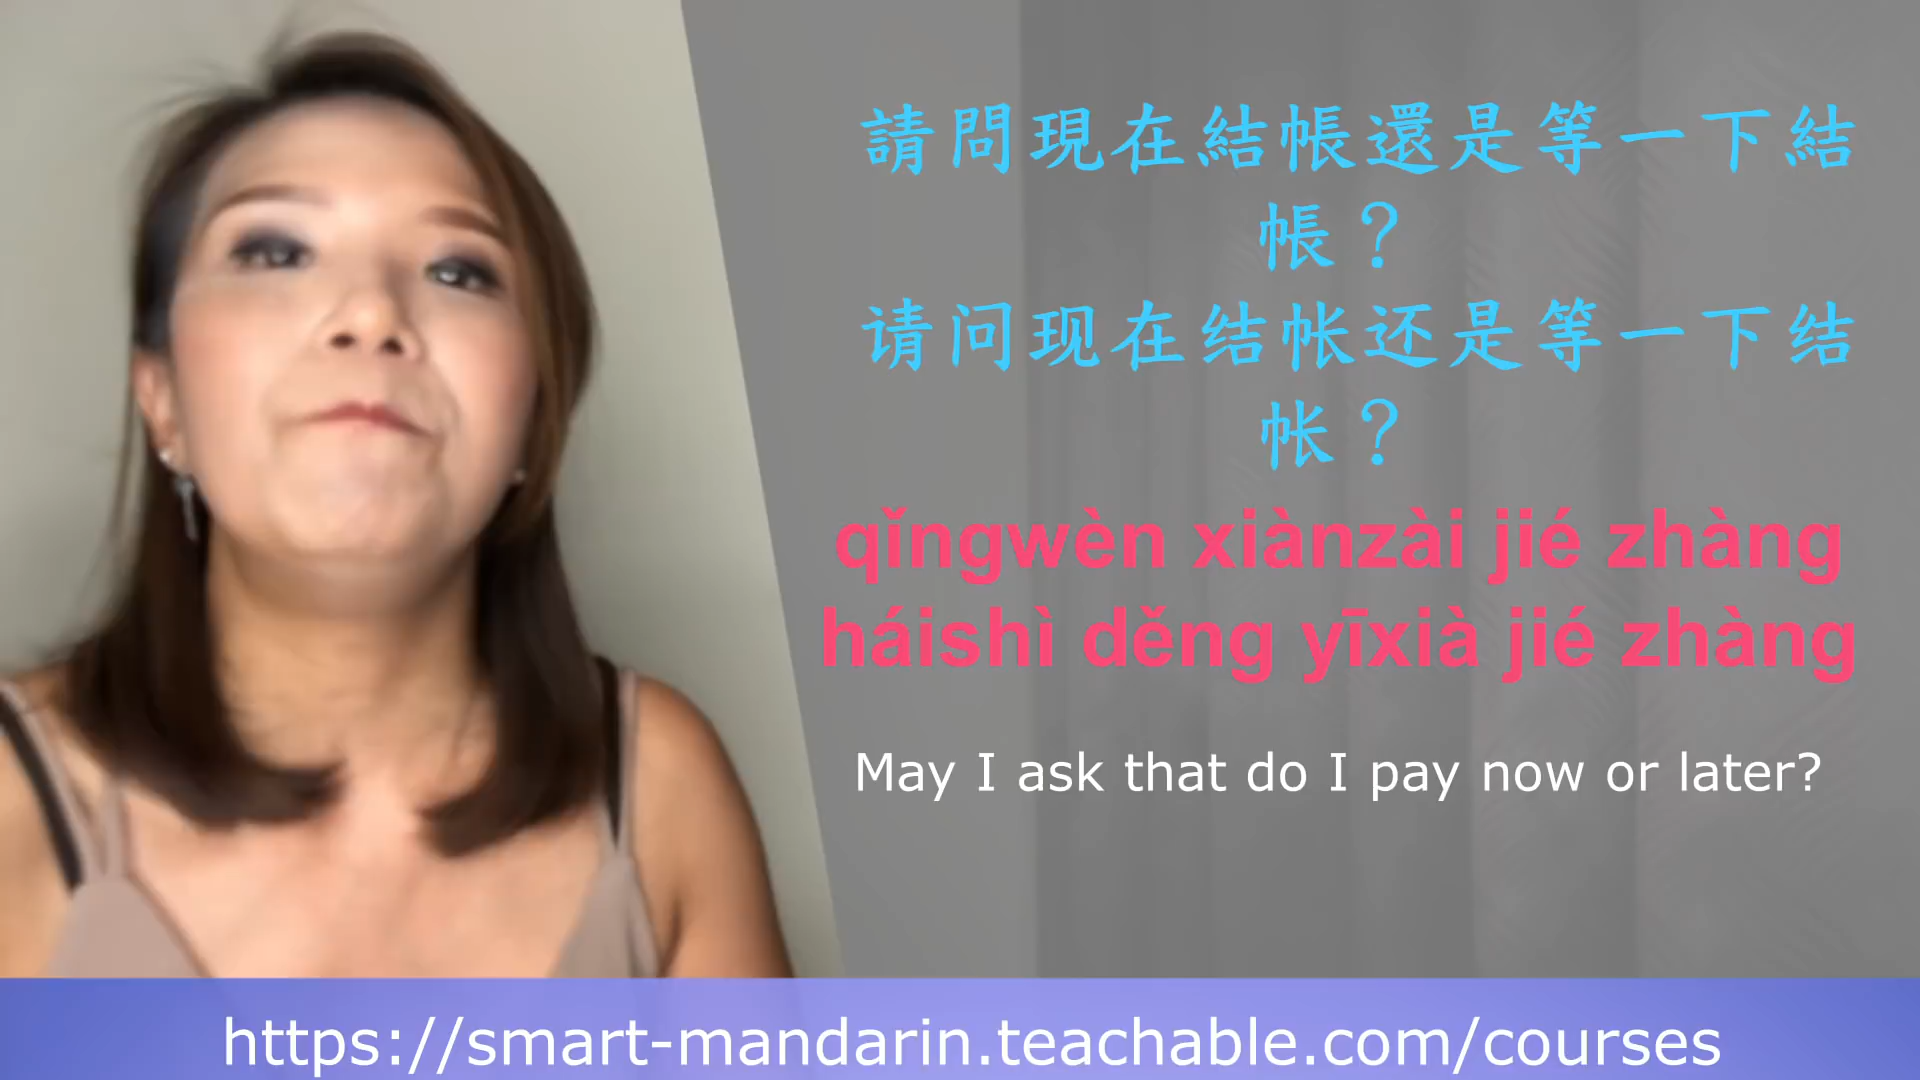 請問現在結帳還是等一下結
帳？
请问现在结帐还是等一下结
帐？
qǐngwèn xiànzài jié zhàng
háishì děng yīxià jié zhàng
May I ask that do I pay now or later?
https://smart-mandarin.teachable.com/courses